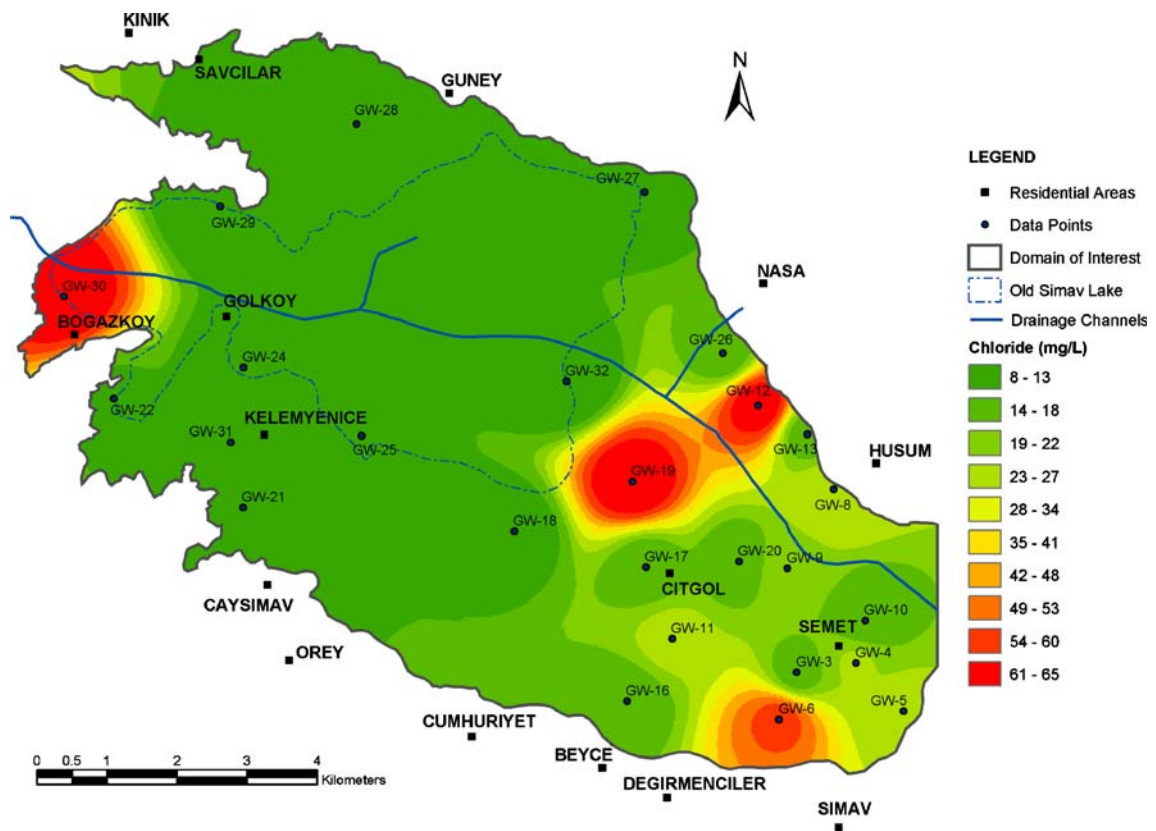 KINIK
SAVCILAR
GUNEY
N
GW-28
GW-27
GW-29
NASA
GW-30
GOLKOY
BOGAZKOY
GW-26
GW-24
GW-32
GW-12
GW-22
KELEMYENICE
GW-31
GW-25
GW-13
HUSUM
GW-19
GW-8
GW-21
GW-18
GW-17
GW-20
GW-9
CITGOL
CAYSIMAV
GW-10
SEMET
GW-11
GW-4
GW-3
OREY
GW-16
GW-5
GW-6
CUMHURIYET
BEYCE
DEGIRMENCILER
SIMAV
0 0.5 1 2 3 4
Kilometers
LEGEND
Residential Areas
Data Points
Domain of Interest
Old Simav Lake
Drainage Channels
Chloride (mg/L)
8 - 13
14 - 18
19 - 22
23 - 27
28 - 34
35 - 41
42 - 48
49 - 53
54 - 60
61 - 65